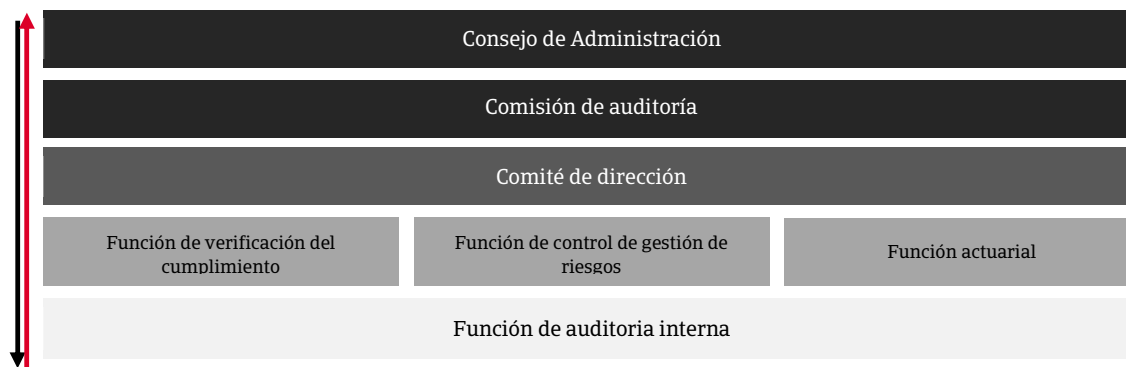 Consejo de Administración
Comisión de auditoría
Comité de dirección
Función de verificación del
cumplimiento
Función de control de gestión de
riesgos
Función actuarial
Función de auditoria interna